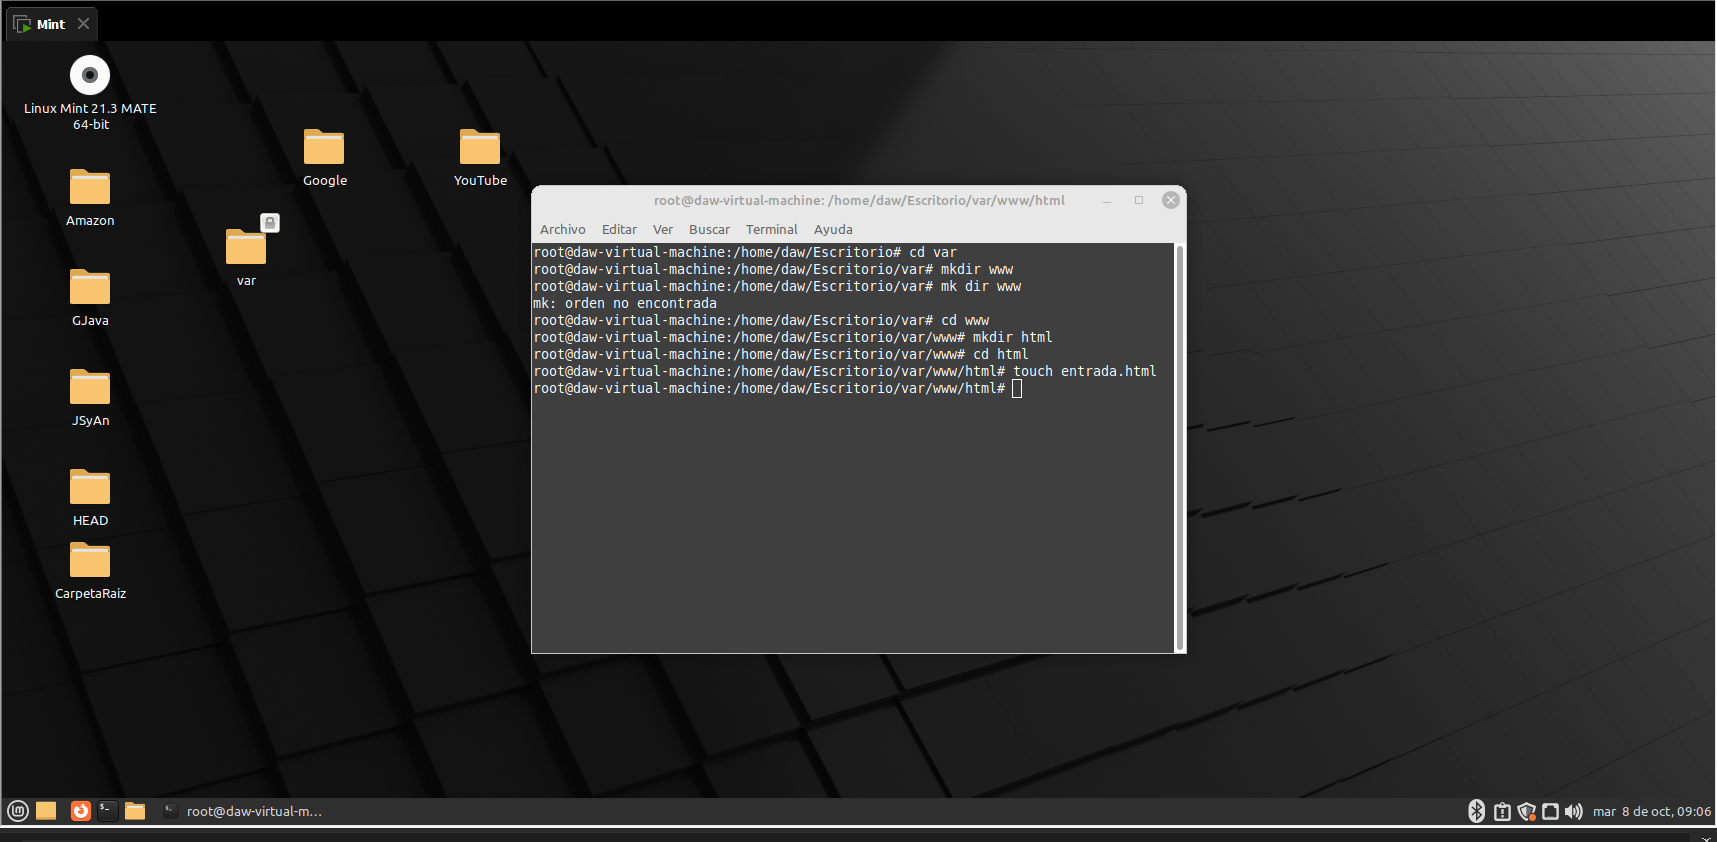 Mint
Linux Mint 21.3 MATE
64-bit
Google
YouTube
Amazon
var
GJava
JSyAn
HEAD
CarpetaRaiz
root@daw-virtual-machine: /home/daw/Escritorio/var/www/html
Archivo Editar Ver Buscar Terminal Ayuda
root@daw-virtual-machine:/home/daw/Escritorio# cd var
root@daw-virtual-machine:/home/daw/Escritorio/var# mkdir www
root@daw-virtual-machine:/home/daw/Escritorio/var# mk dir www
mk: orden no encontrada
root@daw-virtual-machine:/home/daw/Escritorio/var# cd www
root@daw-virtual-machine:/home/daw/Escritorio/var/www# mkdir html
root@daw-virtual-machine:/home/daw/Escritorio/var/www# cd html
root@daw-virtual-machine:/home/daw/Escritorio/var/www/html# touch entrada.html
root@daw-virtual-machine:/home/daw/Escritorio/var/www/html#
root@daw-virtual-m...
mar 8 de oct, 09:06